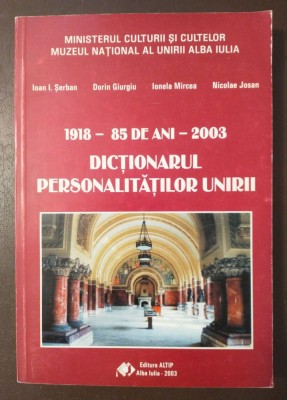 MINISTERUL CULTURII ȘI CULTELOR
MUZEUL NAȚIONAL AL UNIRII ALBA IULIA
Ioan I. Șerban Dorin Giurgiu Ionela Mircea Nicolae Josan
1918 – 85 DE ANI – 2003
DICȚIONARUL
PERSONALITĂȚILOR UNIRII
Editura ALTIP
Alba Iulia - 2003